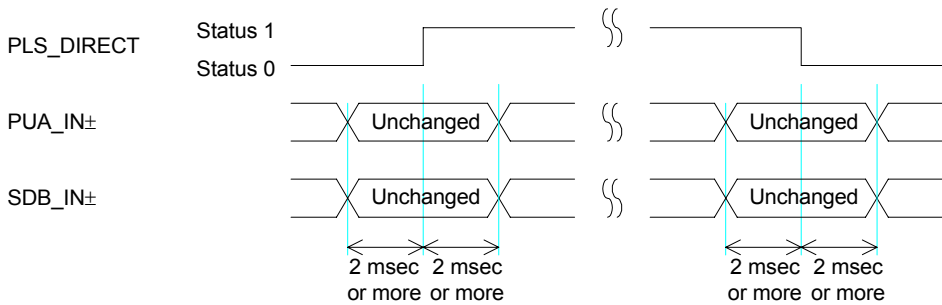 PLS_DIRECT
Status 1
Status 0
PUA_IN±
Unchanged
Unchanged
SDB_IN±
Unchanged
Unchanged
2 msec 2 msec
or more or more
2 msec 2 msec
or more or more